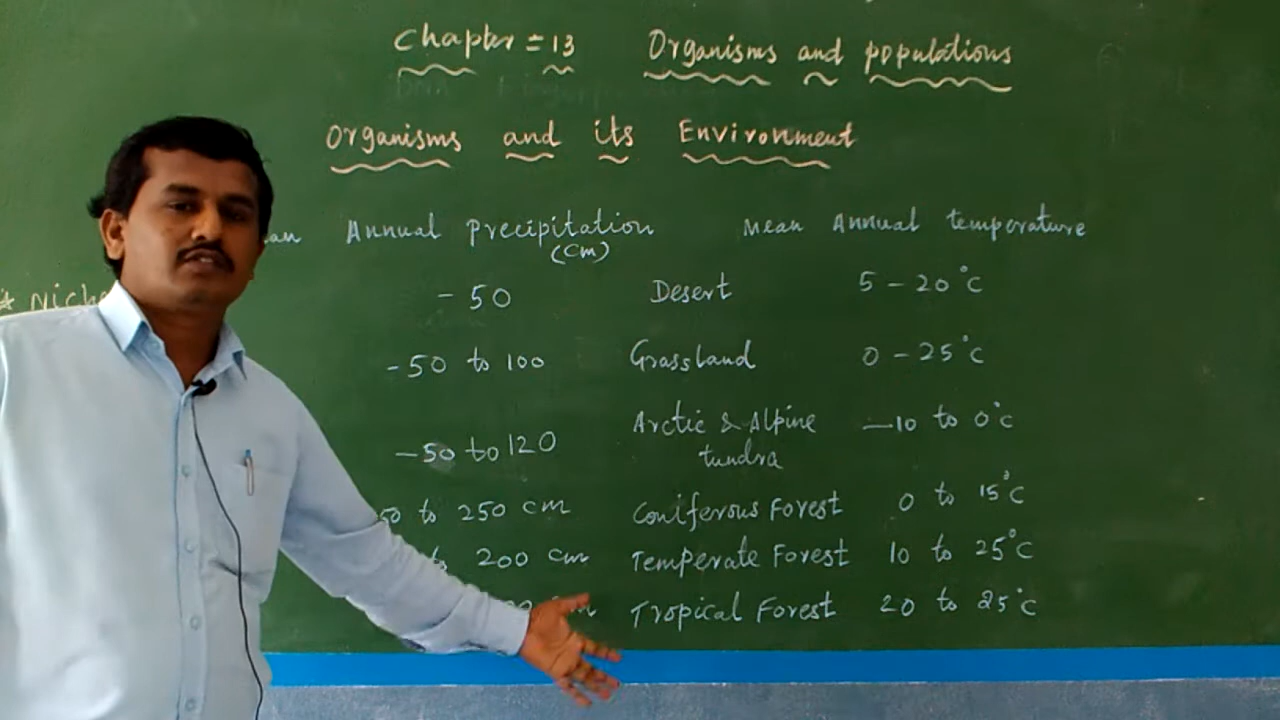 Chapter = 13 Organisms and populations
Organisms and its Environment
Annual Precipitation (cm) Mean Annual temperature
* Niche
- 50 Desert 5 - 20°c
- 50 to 100 Grassland 0 - 25°c
- 50 to 120 Arctic & Alpine tundra - 10 to 0°c
to 250 cm Coniferous Forest 0 to 15°c
200 cm Temperate Forest 10 to 25°c
Tropical Forest 20 to 25°c